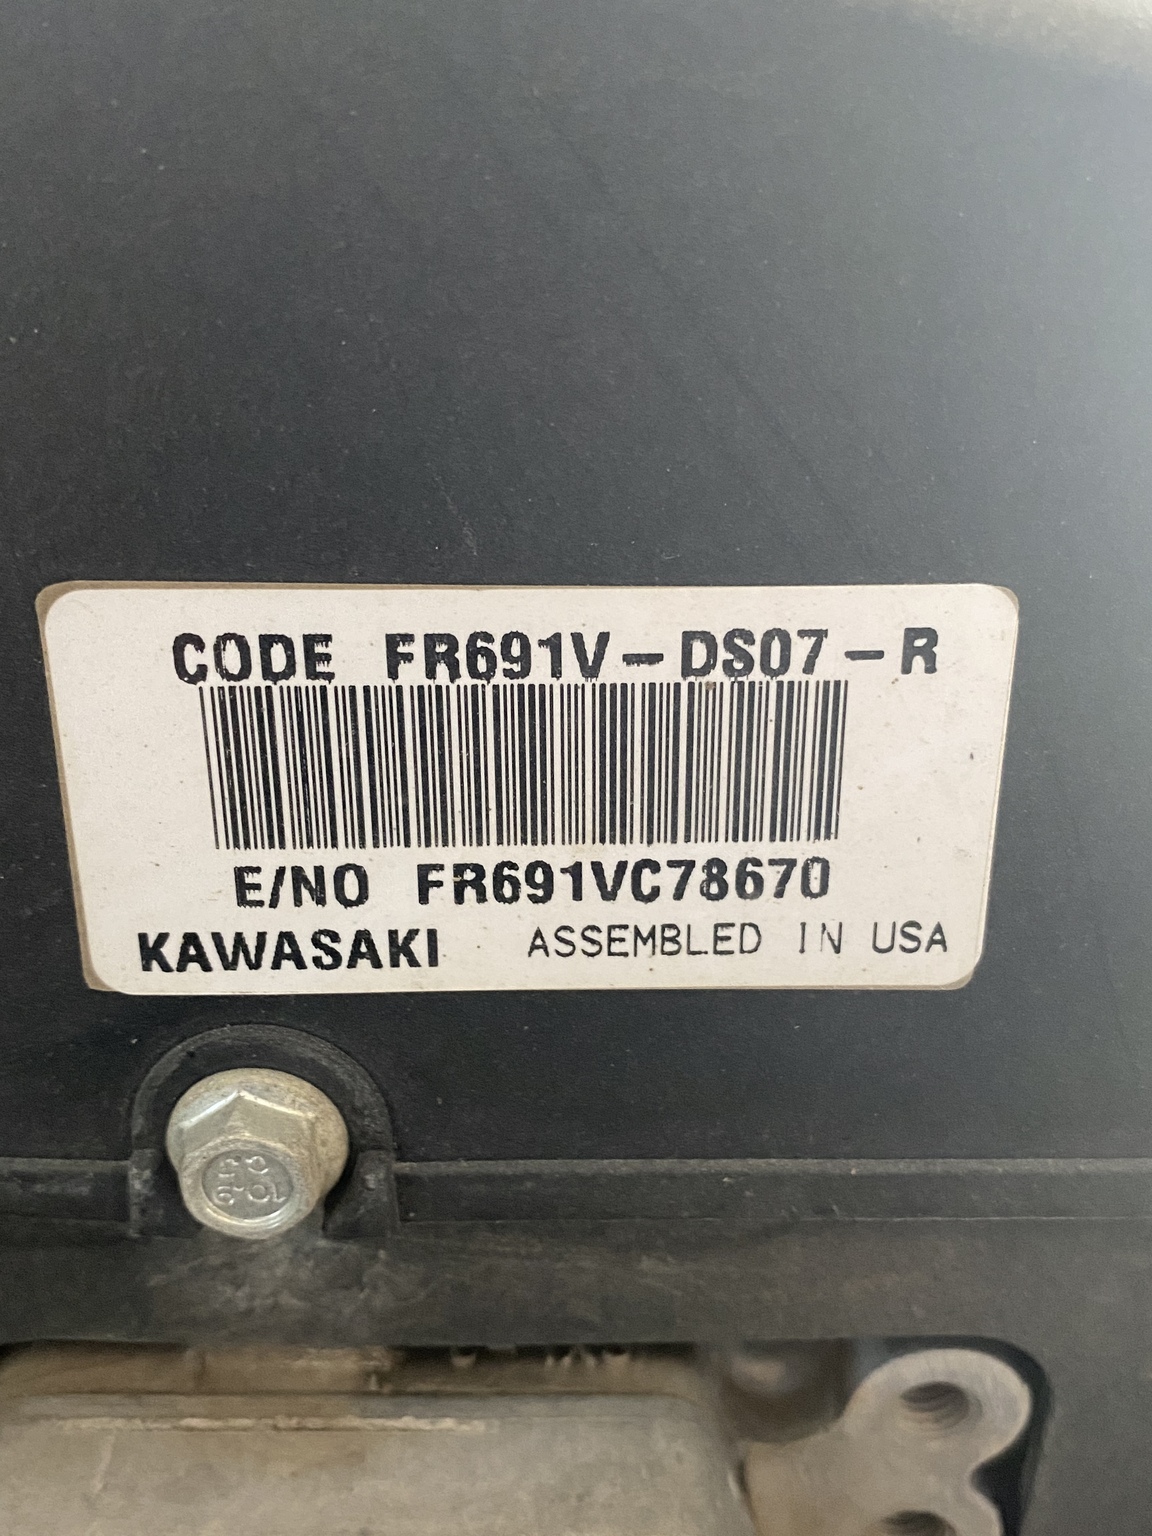 CODE FR691V-DS07-R
E/NO FR691VC78670
KAWASAKI ASSEMBLED IN USA